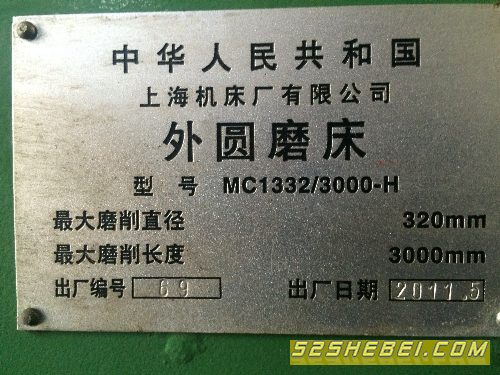 中华人民共和国
上海机床厂有限公司
外圆磨床
型 号 MC1332/3000-H
最大磨削直径 320mm
最大磨削长度 3000mm
出厂编号 69 出厂日期 2011.5
52SHEBEI.COM